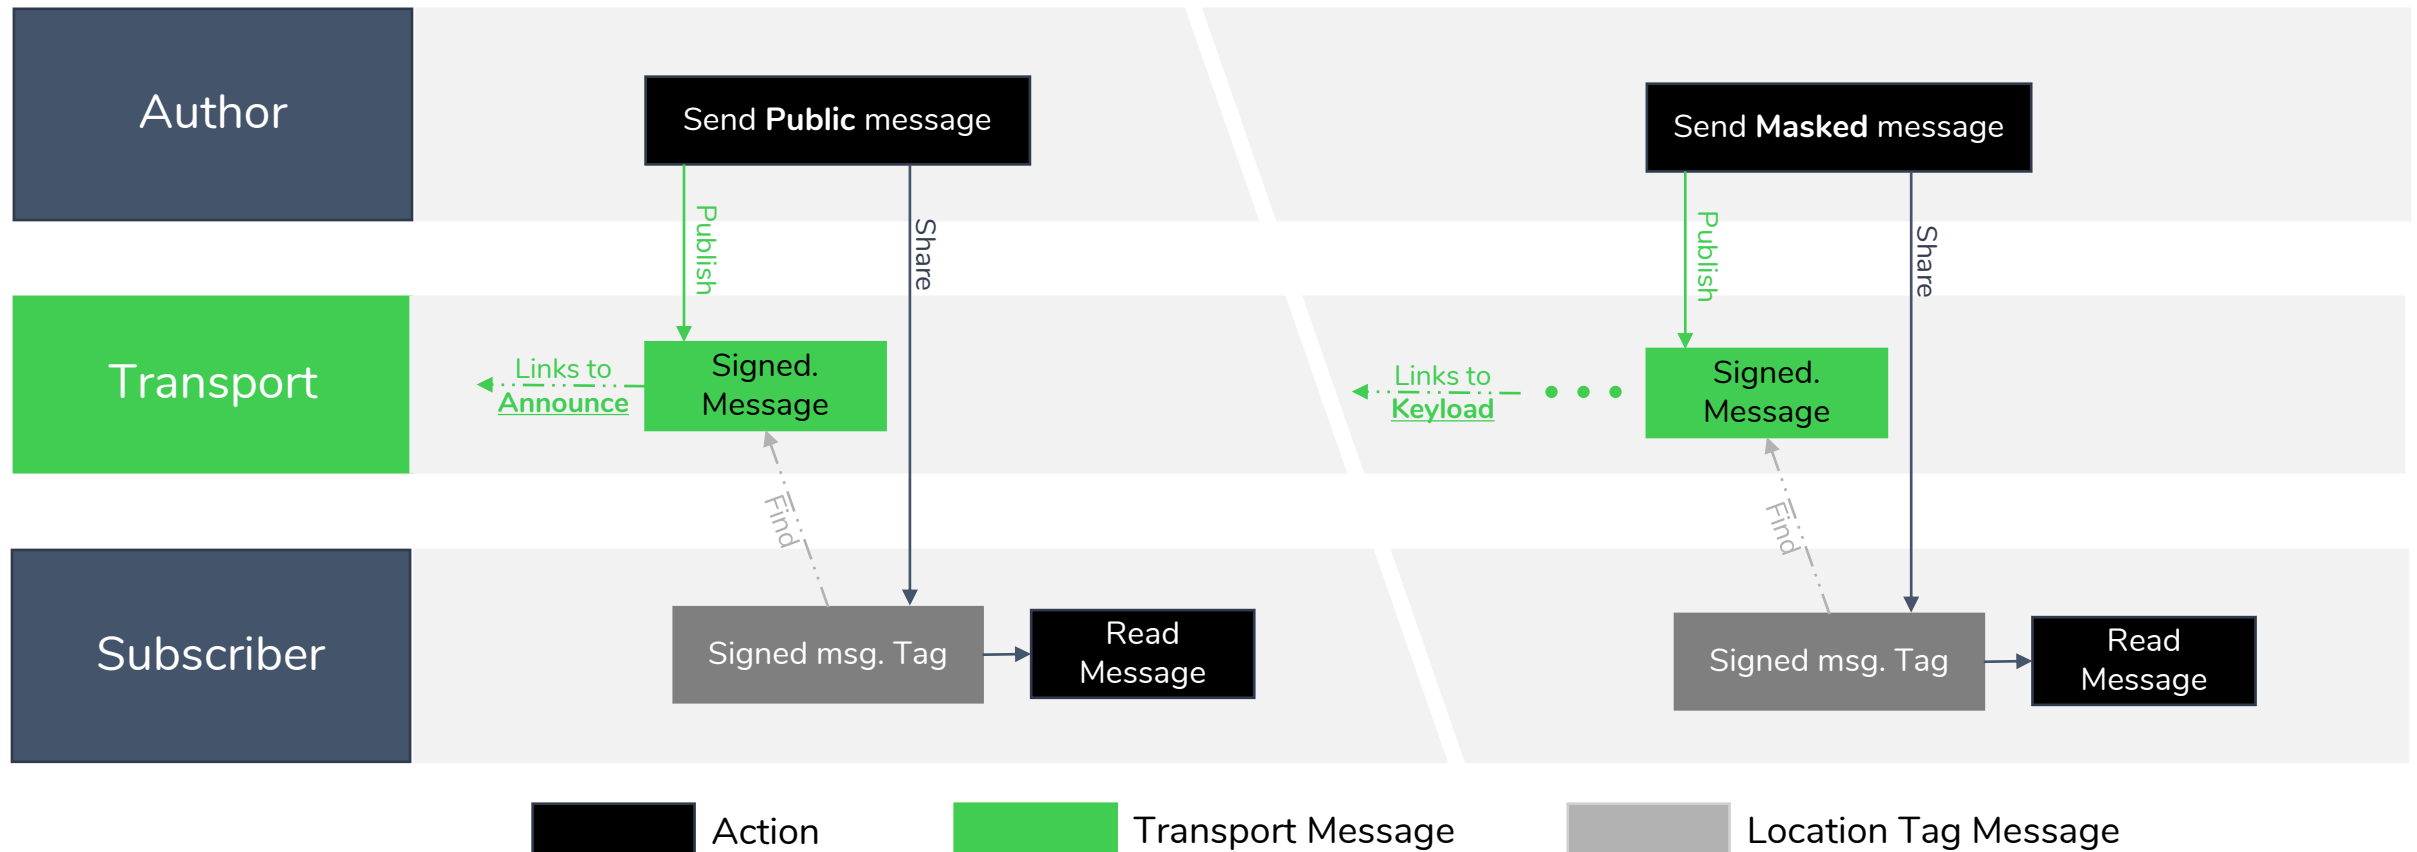 Author
Send Public message
Send Masked message
Publish
Share
Publish
Share
Transport
Links to
Announce
Signed.
Message
Links to
Keyload
Signed.
Message
Find
Find
Subscriber
Signed msg. Tag
Read
Message
Signed msg. Tag
Read
Message
Action
Transport Message
Location Tag Message